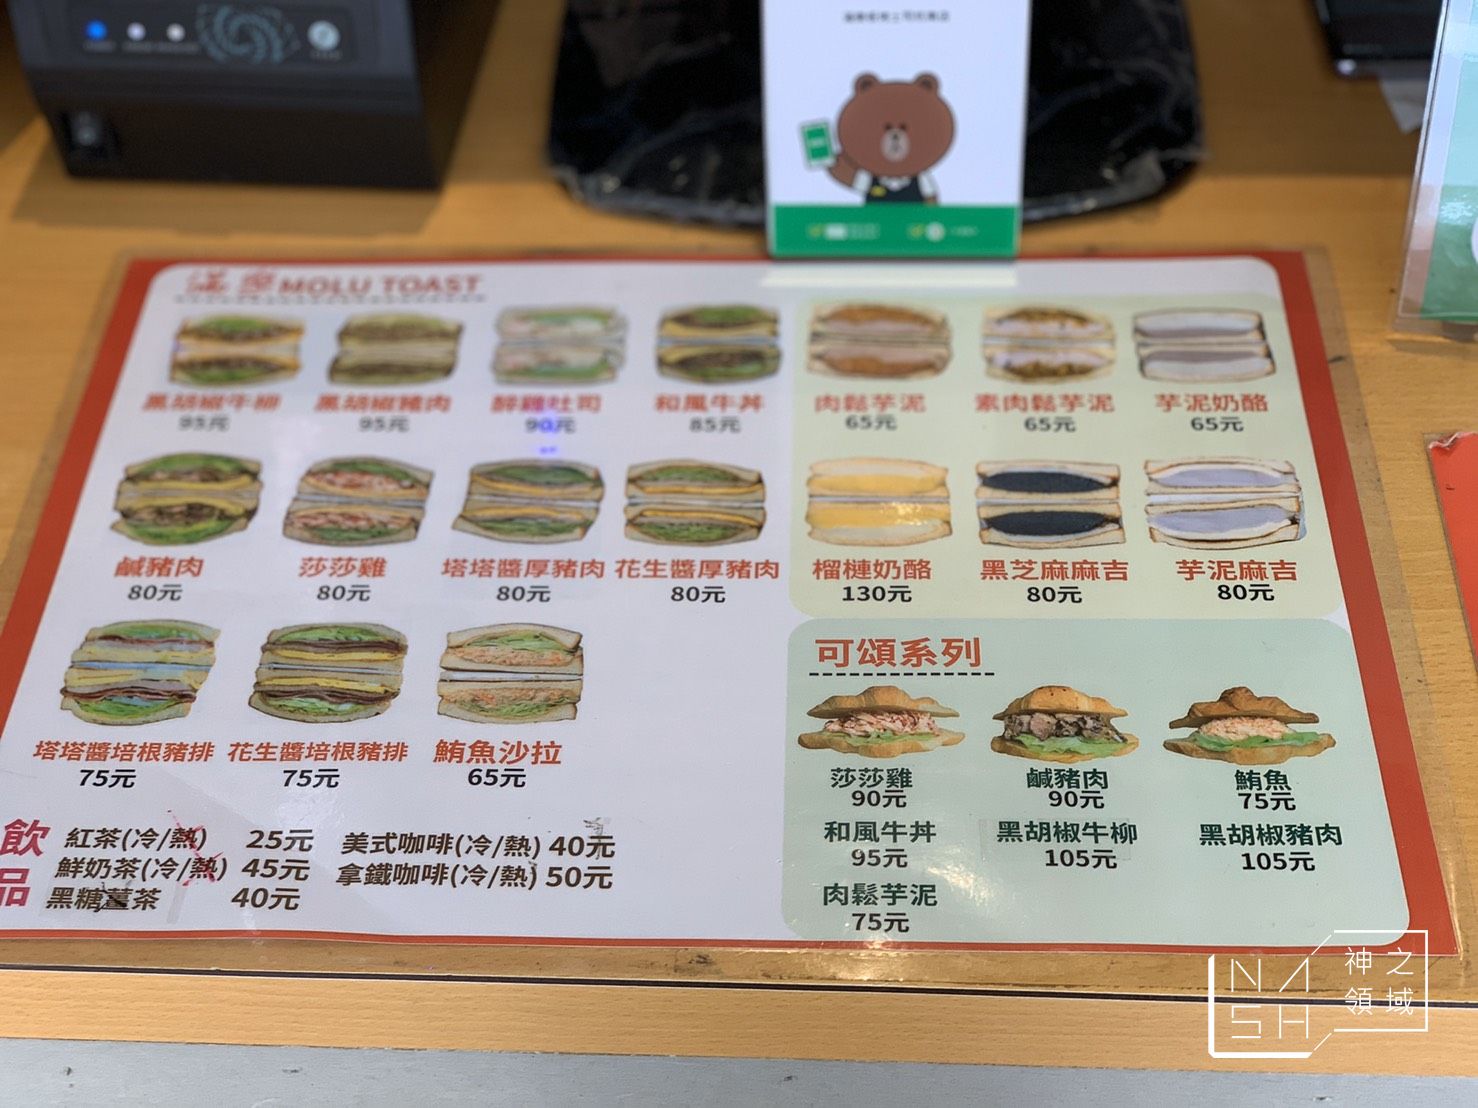 滿樂 MOLU TOAST
黑胡椒牛柳 黑胡椒豬肉 醉雞吐司 和風牛丼
95元 95元 90元 85元
鹹豬肉 莎莎雞 塔塔醬厚豬肉 花生醬厚豬肉
80元 80元 80元 80元
塔塔醬培根豬排 花生醬培根豬排 鮪魚沙拉
75元 75元 65元
肉鬆芋泥 素肉鬆芋泥 芋泥奶酪
65元 65元 65元
榴槤奶酪 黑芝麻麻吉 芋泥麻吉
130元 80元 80元
可頌系列
莎莎雞 鹹豬肉 鮪魚
90元 90元 75元
和風牛丼 黑胡椒牛柳 黑胡椒豬肉
95元 105元 105元
肉鬆芋泥
75元
飲品
紅茶(冷/熱) 25元 美式咖啡(冷/熱) 40元
鮮奶茶(冷/熱) 45元 拿鐵咖啡(冷/熱) 50元
黑糖薑茶 40元
NASH 神之領域